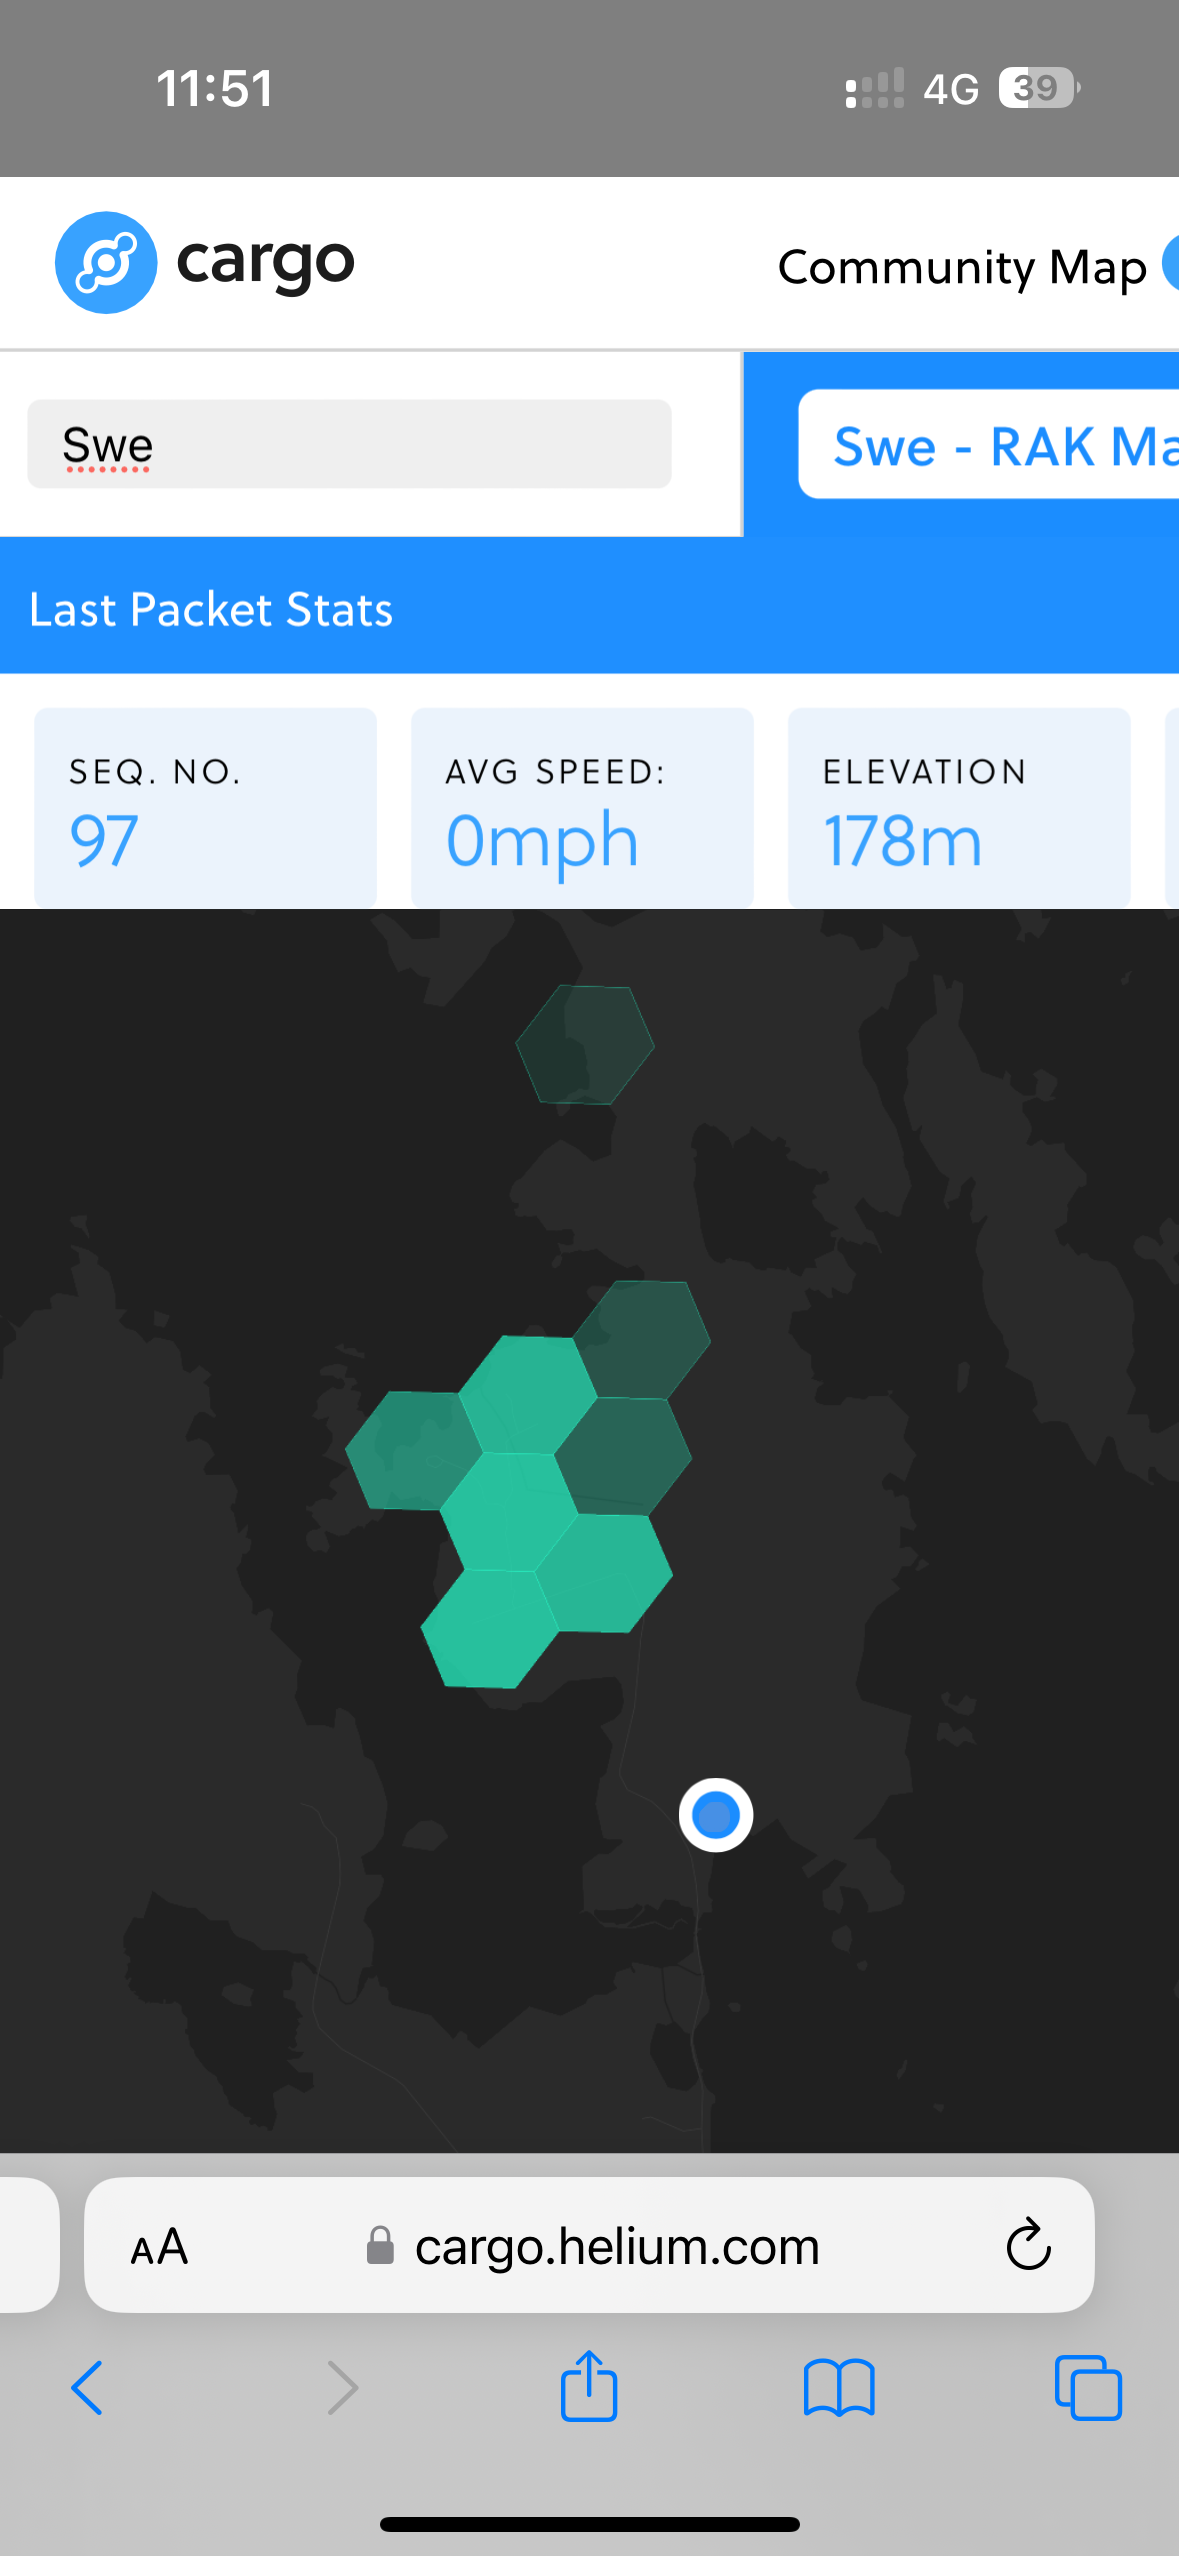 11:51
4G 39
cargo
Community Map
Swe
Swe - RAK Ma
Last Packet Stats
SEQ. NO.
97
AVG SPEED:
0mph
ELEVATION
178m
AA cargo.helium.com